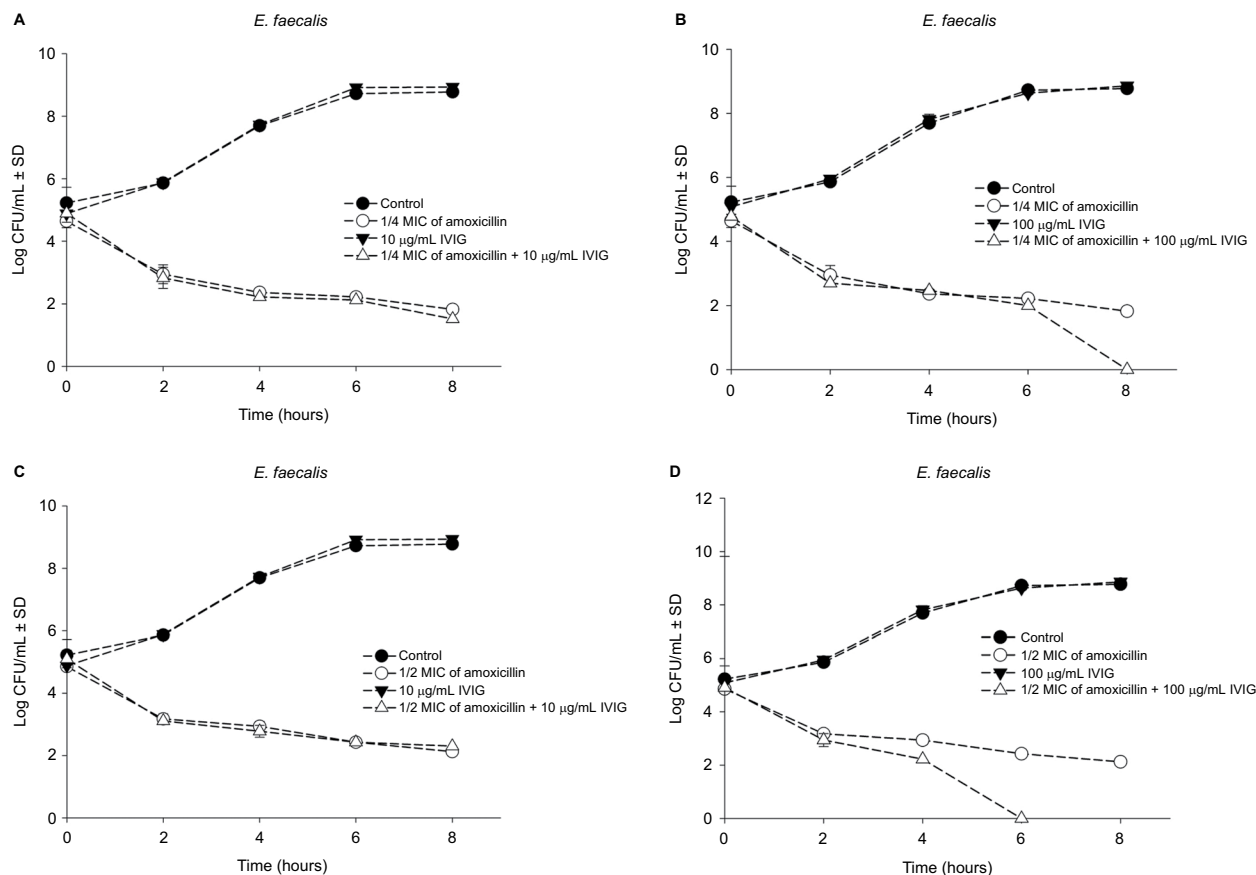 A
E. faecalis
10
8
6
4
2
0
Log CFU/mL ± SD
Control
1/4 MIC of amoxicillin
10 μg/mL IVIG
1/4 MIC of amoxicillin + 10 μg/mL IVIG
0 2 4 6 8
Time (hours)
B
E. faecalis
10
8
6
4
2
0
Log CFU/mL ± SD
Control
1/4 MIC of amoxicillin
100 μg/mL IVIG
1/4 MIC of amoxicillin + 100 μg/mL IVIG
0 2 4 6 8
Time (hours)
C
E. faecalis
10
8
6
4
2
0
Log CFU/mL ± SD
Control
1/2 MIC of amoxicillin
10 μg/mL IVIG
1/2 MIC of amoxicillin + 10 μg/mL IVIG
0 2 4 6 8
Time (hours)
D
E. faecalis
12
10
8
6
4
2
0
Log CFU/mL ± SD
Control
1/2 MIC of amoxicillin
100 μg/mL IVIG
1/2 MIC of amoxicillin + 100 μg/mL IVIG
0 2 4 6 8
Time (hours)